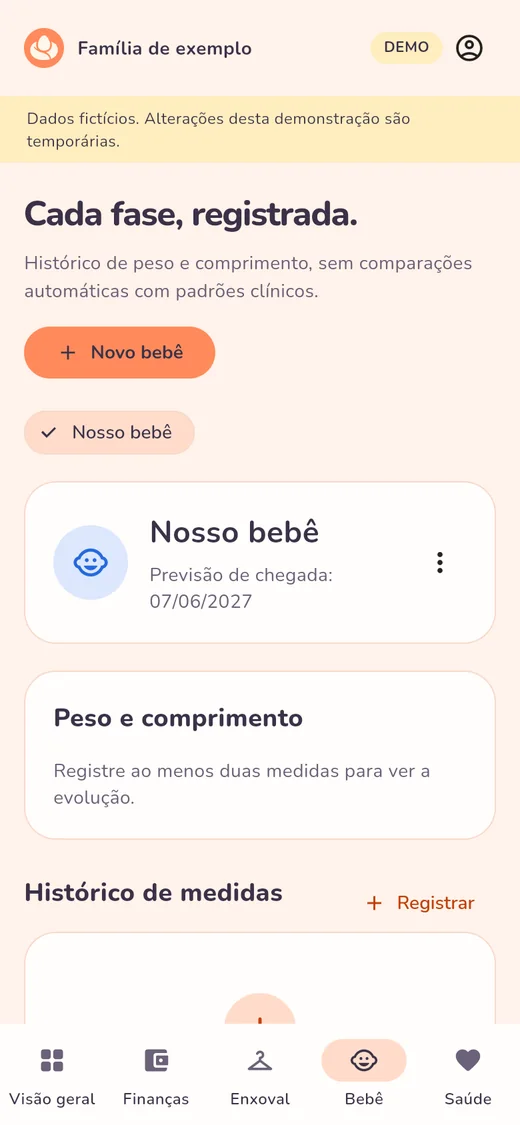 Família de exemplo
DEMO
Dados fictícios. Alterações desta demonstração são
temporárias.
Cada fase, registrada.
Histórico de peso e comprimento, sem comparações
automáticas com padrões clínicos.
+ Novo bebê
Nosso bebê
Nosso bebê
Previsão de chegada:
07/06/2027
Peso e comprimento
Registre ao menos duas medidas para ver a
evolução.
Histórico de medidas
+ Registrar
Visão geral
Finanças
Enxoval
Bebê
Saúde